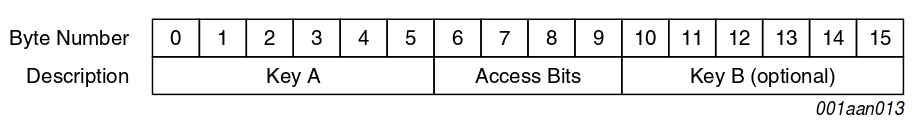 Byte Number 0 1 2 3 4 5 6 7 8 9 10 11 12 13 14 15
Description Key A Access Bits Key B (optional)
001aan013